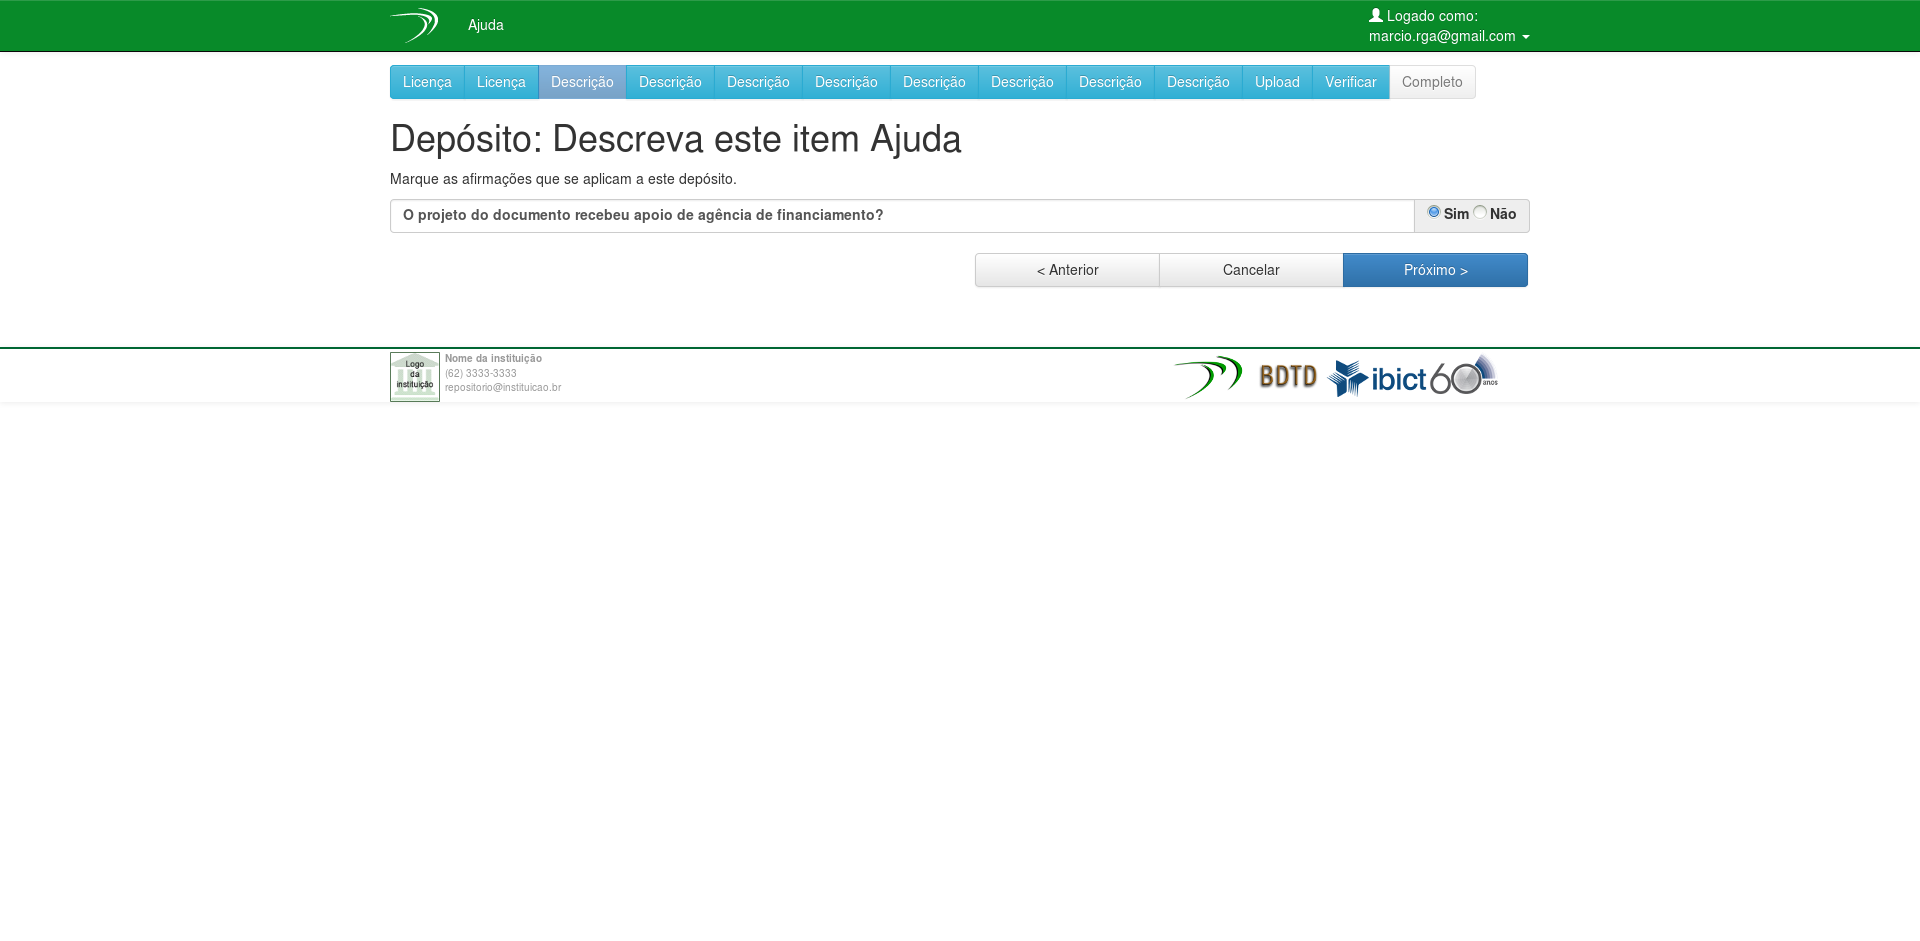 Ajuda
Logado como:
marcio.rga@gmail.com
Licença Licença Descrição Descrição Descrição Descrição Descrição Descrição Descrição Descrição Upload Verificar Completo
Depósito: Descreva este item Ajuda
Marque as afirmações que se aplicam a este depósito.
O projeto do documento recebeu apoio de agência de financiamento? Sim Não
< Anterior Cancelar Próximo >
Logo
da
instituição
Nome da instituição
(62) 3333-3333
repositorio@instituicao.br
BDTD ibict 60 anos